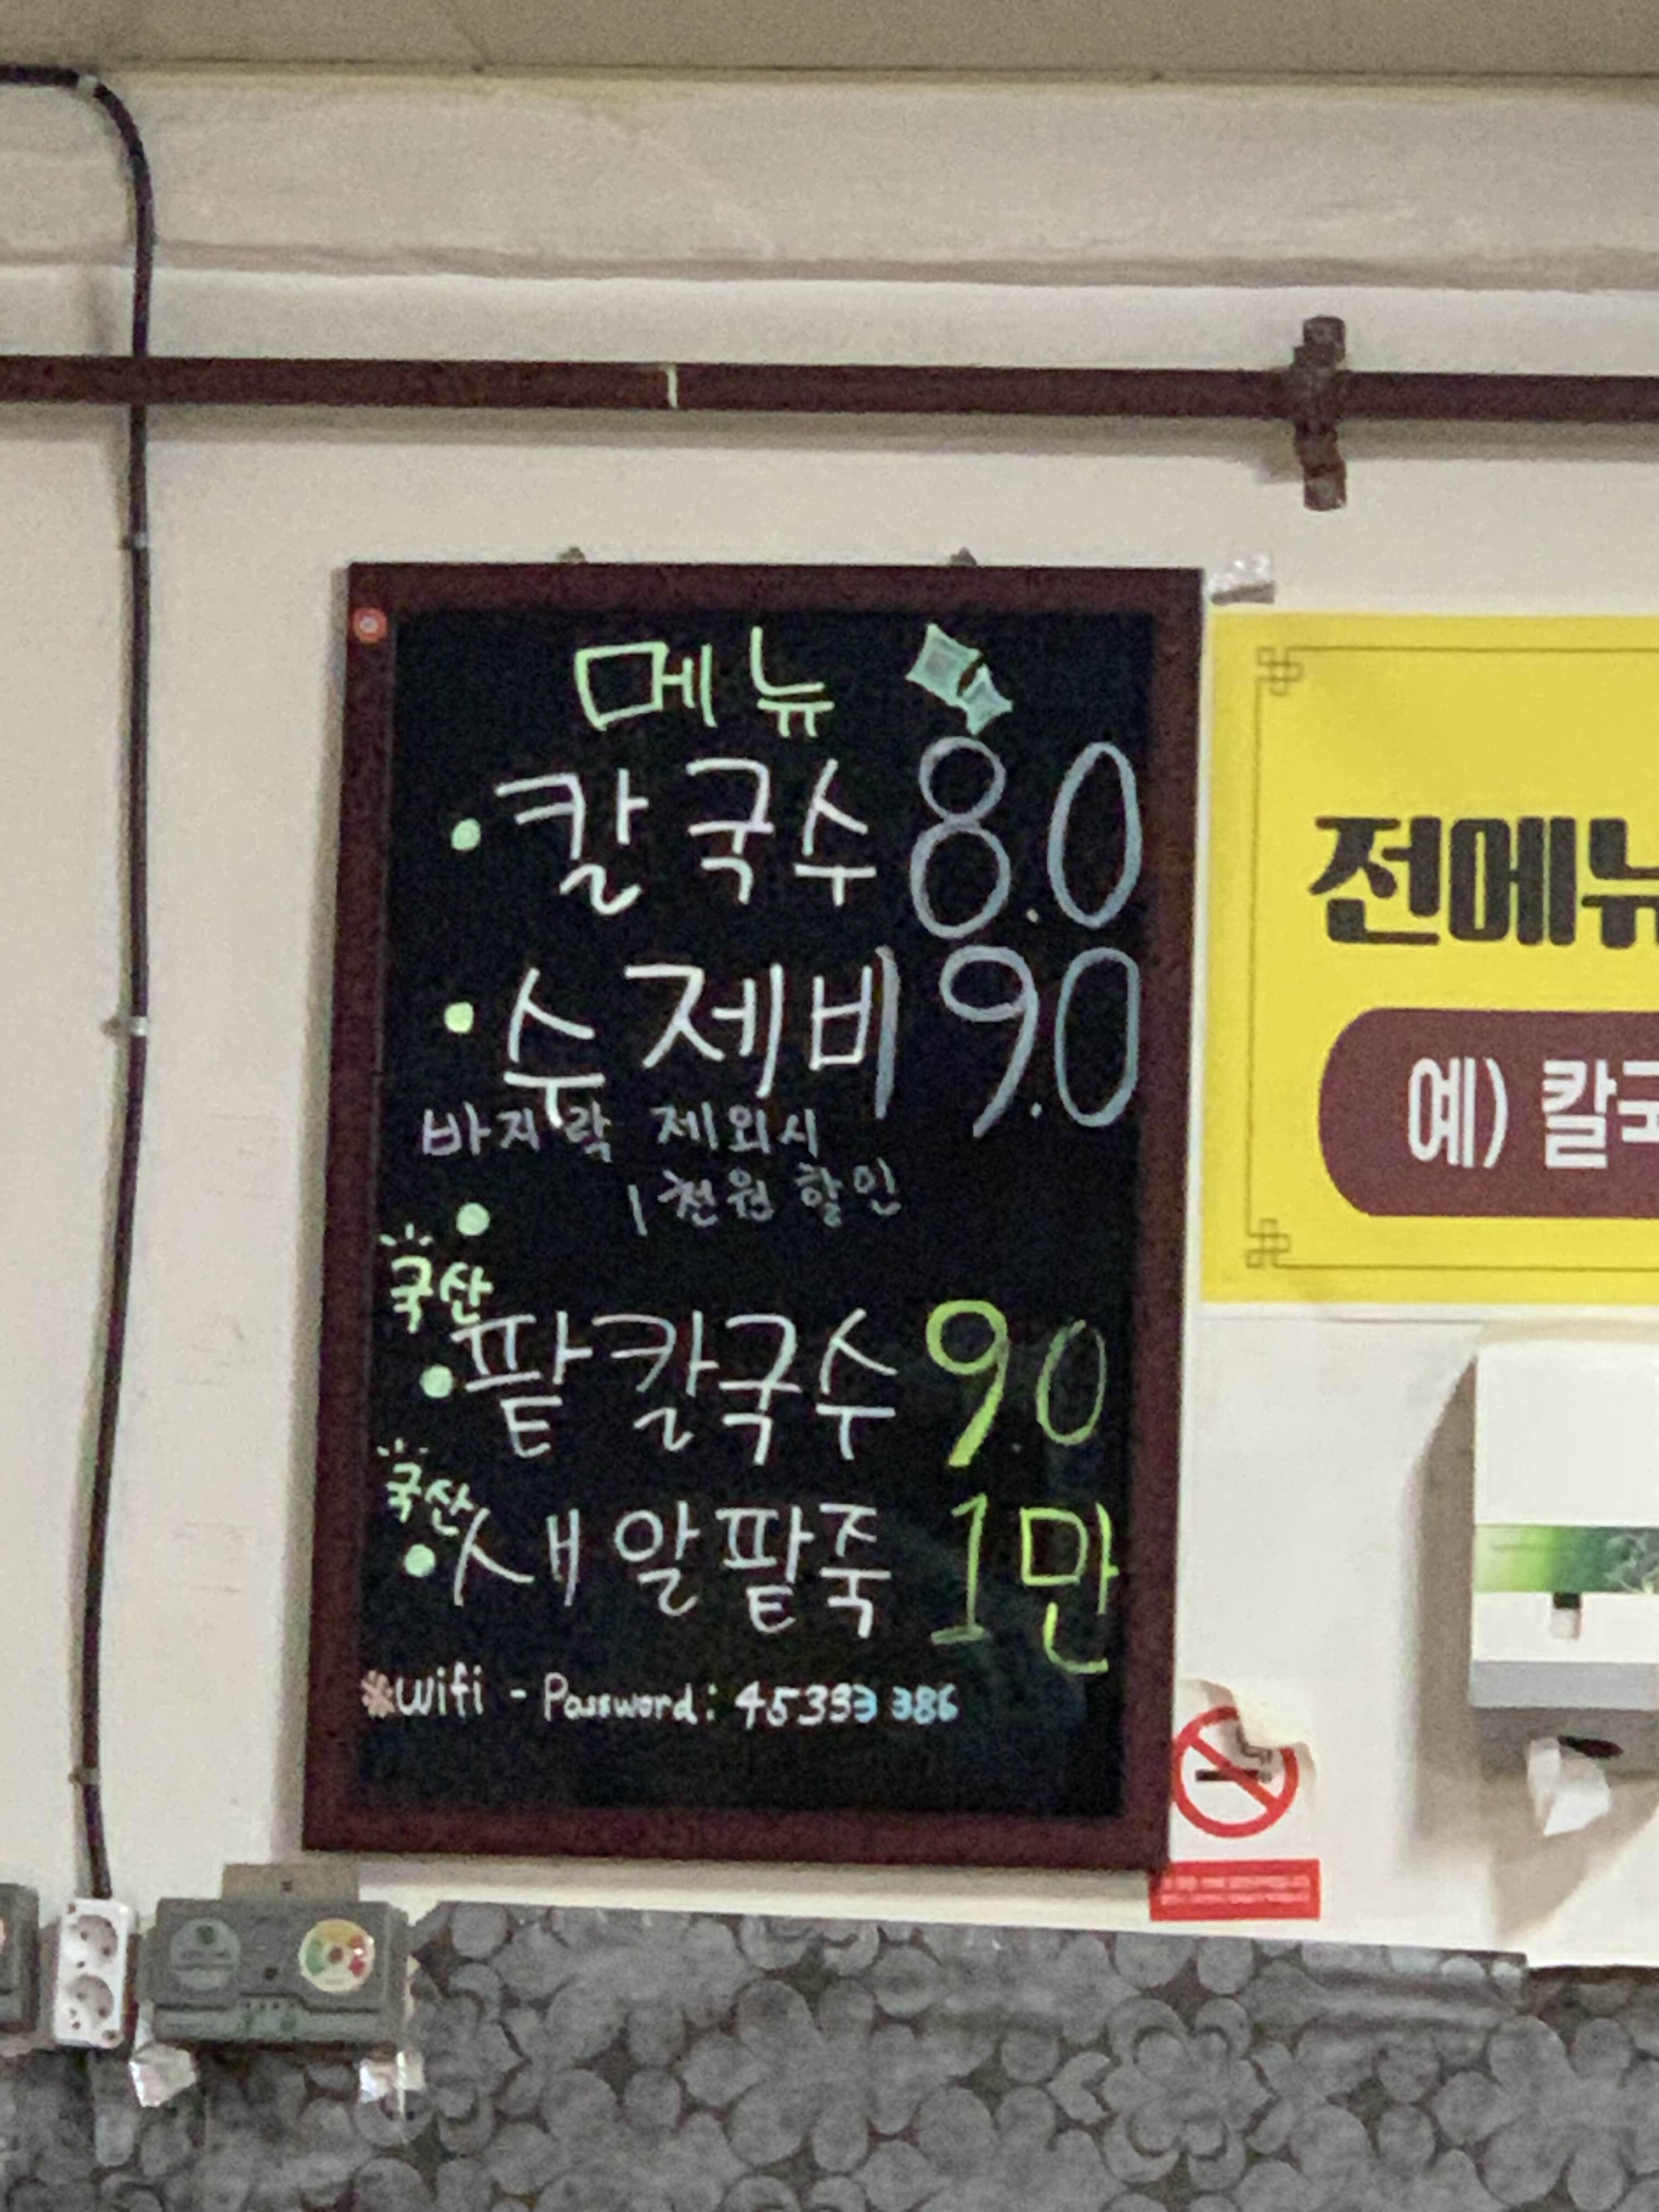 메뉴
칼국수 8.0
수제비 9.0
바지락 제외시
1천원 할인
국산
팥칼국수 9.0
국산
새알팥죽 1만
※Wifi - Password: 45333386
전메뉴
예) 칼국